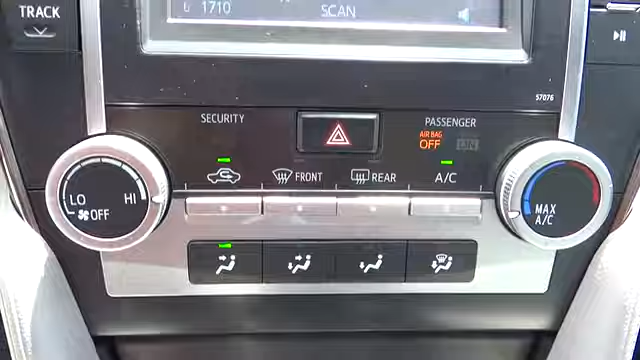 TRACK
1710
SCAN
57076
SECURITY
PASSENGER
AIR BAG
OFF
ON
FRONT
REAR
A/C
LO
HI
OFF
MAX
A/C